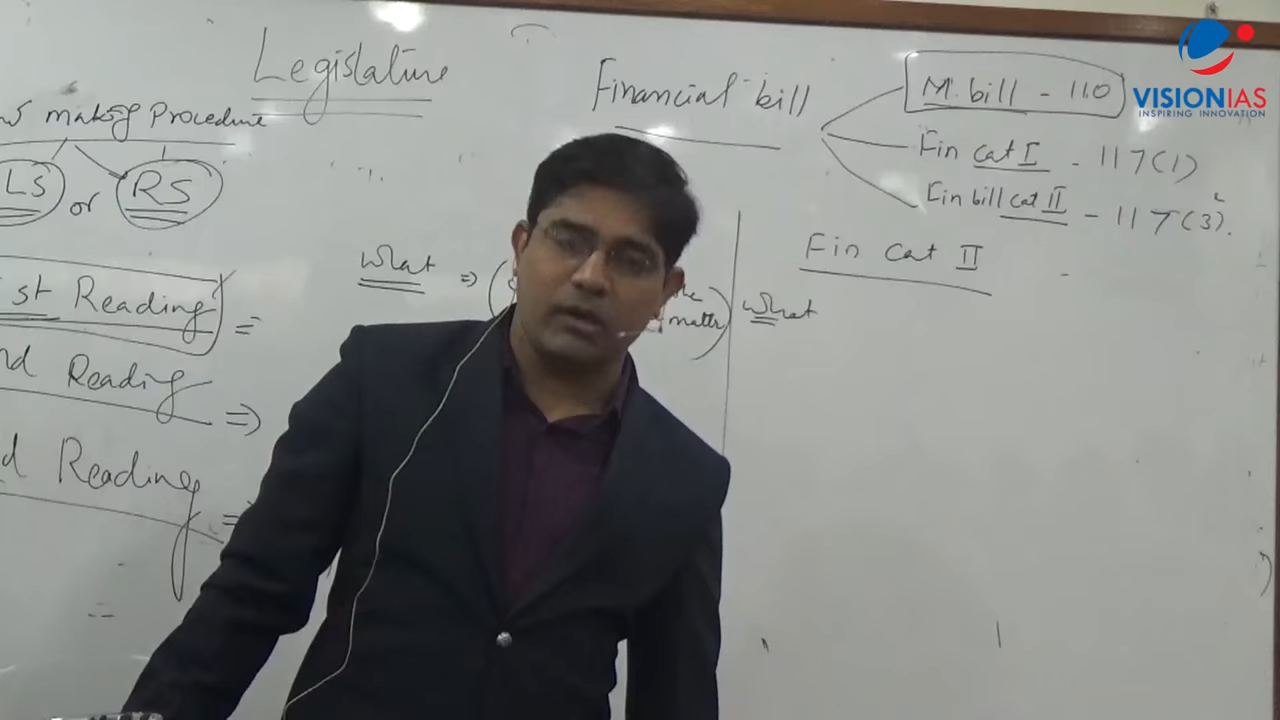 Legislature
making Procedure
LS or RS
st Reading =
nd Reading =>
d Reading =
what => (
matter)
Financial bill
M. bill - 110
Fin cat I - 117(1)
Fin bill cat II - 117(3).
Fin cat II
what
VISIONIAS
INSPIRING INNOVATION